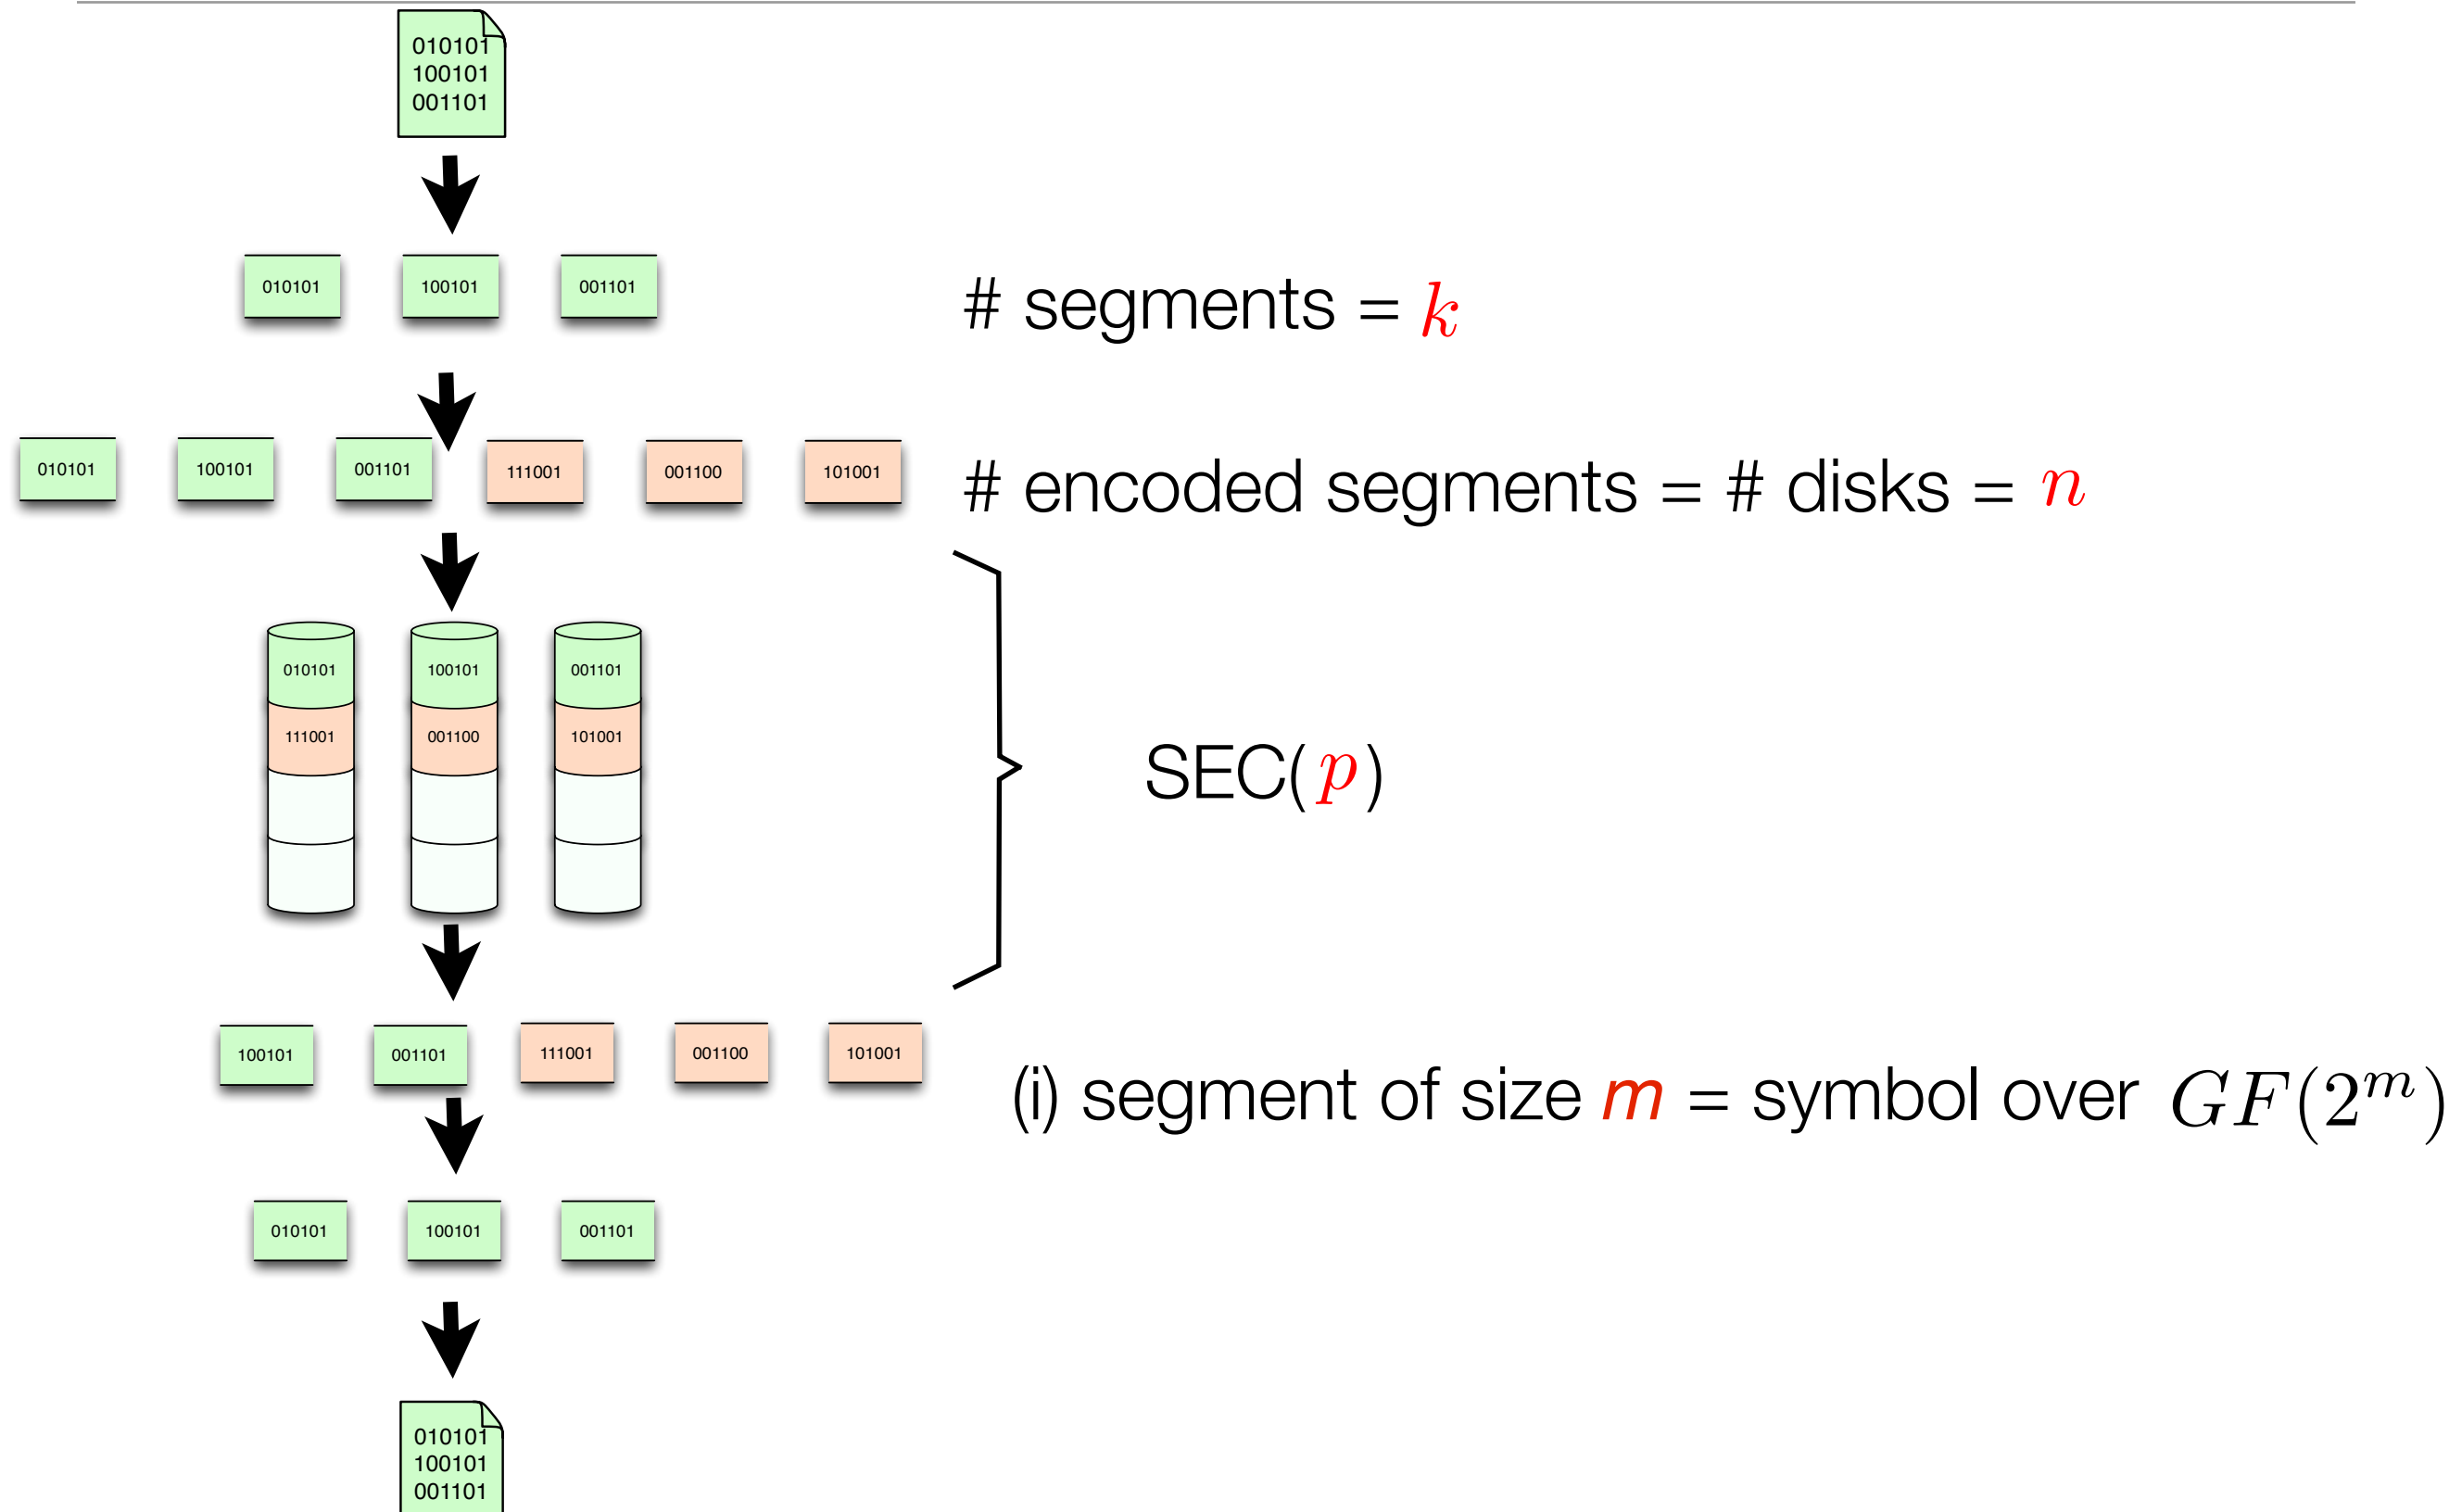 010101
100101
001101
010101 100101 001101
# segments = k
010101 100101 001101 111001 001100 101001
# encoded segments = # disks = n
010101 100101 001101
111001 001100 101001
SEC(p)
100101 001101 111001 001100 101001
(i) segment of size m = symbol over GF(2^m)
010101 100101 001101
010101
100101
001101